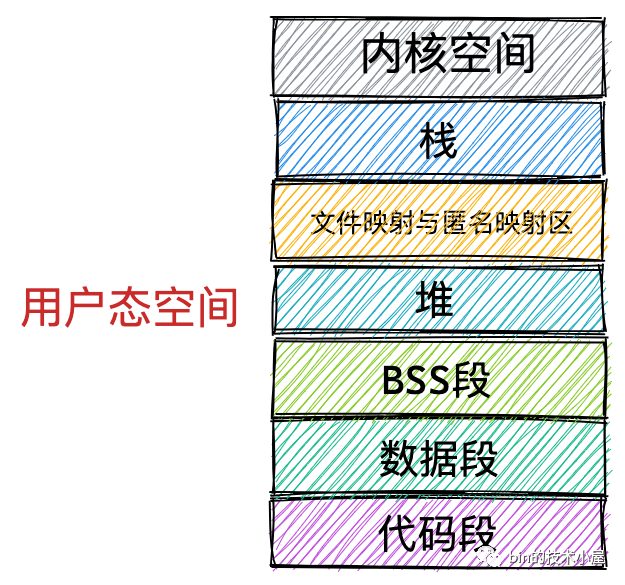 内核空间
栈
文件映射与匿名映射区
用户态空间
堆
BSS段
数据段
代码段
bin的技术小屋